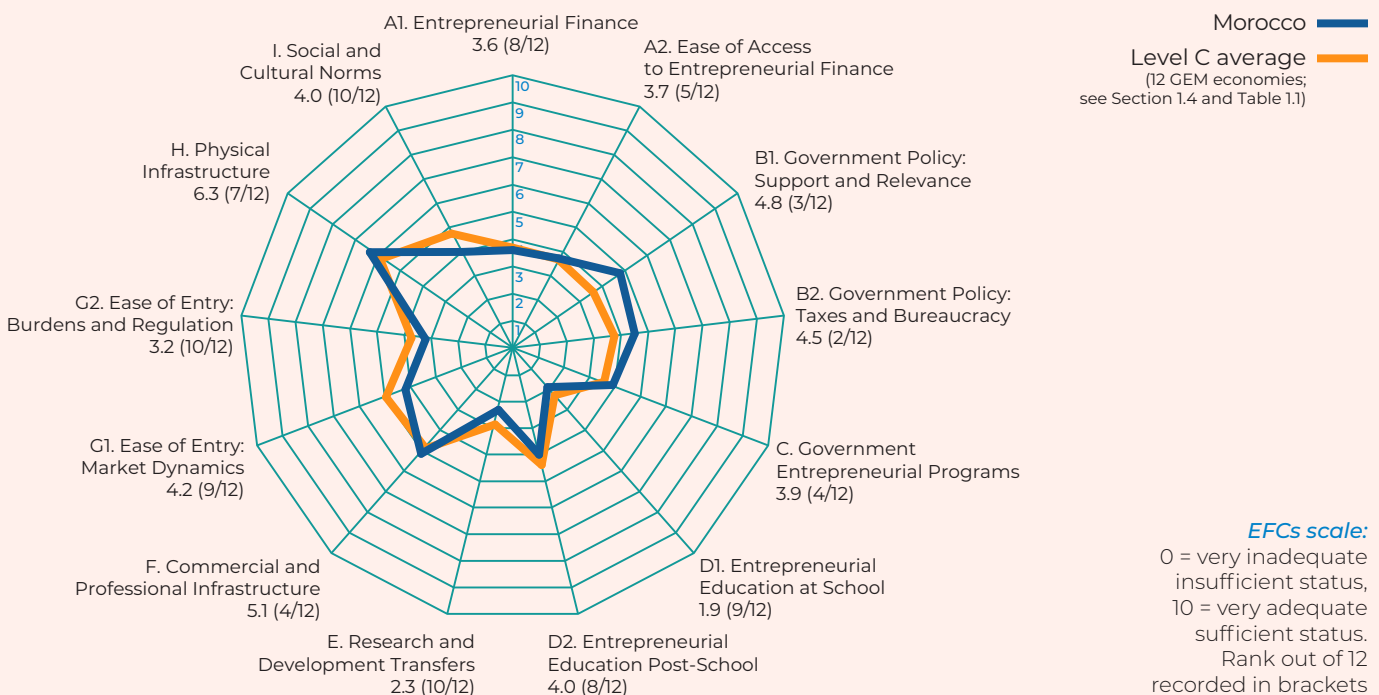 A1. Entrepreneurial Finance
3.6 (8/12)
A2. Ease of Access
to Entrepreneurial Finance
3.7 (5/12)
B1. Government Policy:
Support and Relevance
4.8 (3/12)
B2. Government Policy:
Taxes and Bureaucracy
4.5 (2/12)
C. Government
Entrepreneurial Programs
3.9 (4/12)
D1. Entrepreneurial
Education at School
1.9 (9/12)
D2. Entrepreneurial
Education Post-School
4.0 (8/12)
E. Research and
Development Transfers
2.3 (10/12)
F. Commercial and
Professional Infrastructure
5.1 (4/12)
G1. Ease of Entry:
Market Dynamics
4.2 (9/12)
G2. Ease of Entry:
Burdens and Regulation
3.2 (10/12)
H. Physical
Infrastructure
6.3 (7/12)
I. Social and
Cultural Norms
4.0 (10/12)
10
9
8
7
6
5
3
2
1
Morocco
Level C average
(12 GEM economies;
see Section 1.4 and Table 1.1)
EFCs scale:
0 = very inadequate
insufficient status,
10 = very adequate
sufficient status.
Rank out of 12
recorded in brackets